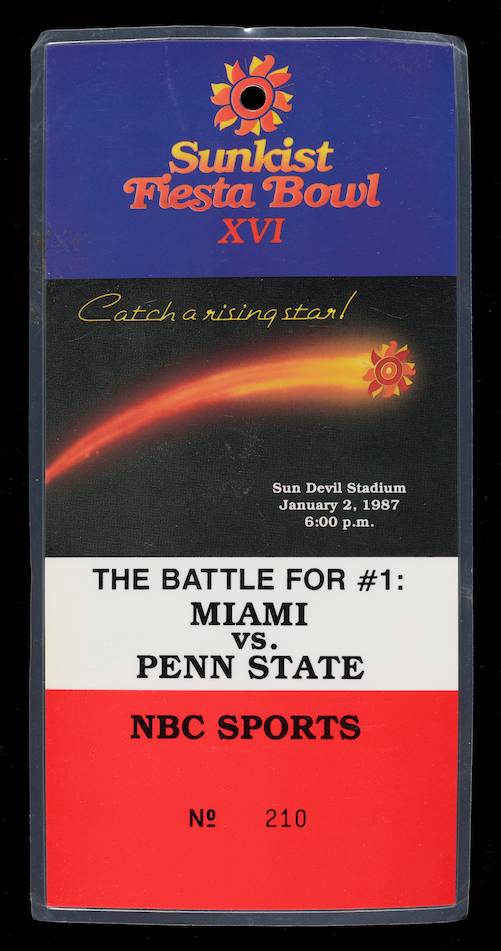 Sunkist
Fiesta Bowl
XVI
Catch a rising star!
Sun Devil Stadium
January 2, 1987
6:00 p.m.
THE BATTLE FOR #1:
MIAMI
vs.
PENN STATE
NBC SPORTS
Nº 210